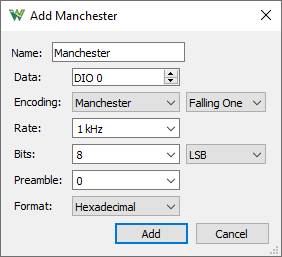 Add Manchester
Name: Manchester
Data: DIO 0
Encoding: Manchester Falling One
Rate: 1 kHz
Bits: 8 LSB
Preamble: 0
Format: Hexadecimal
Add Cancel